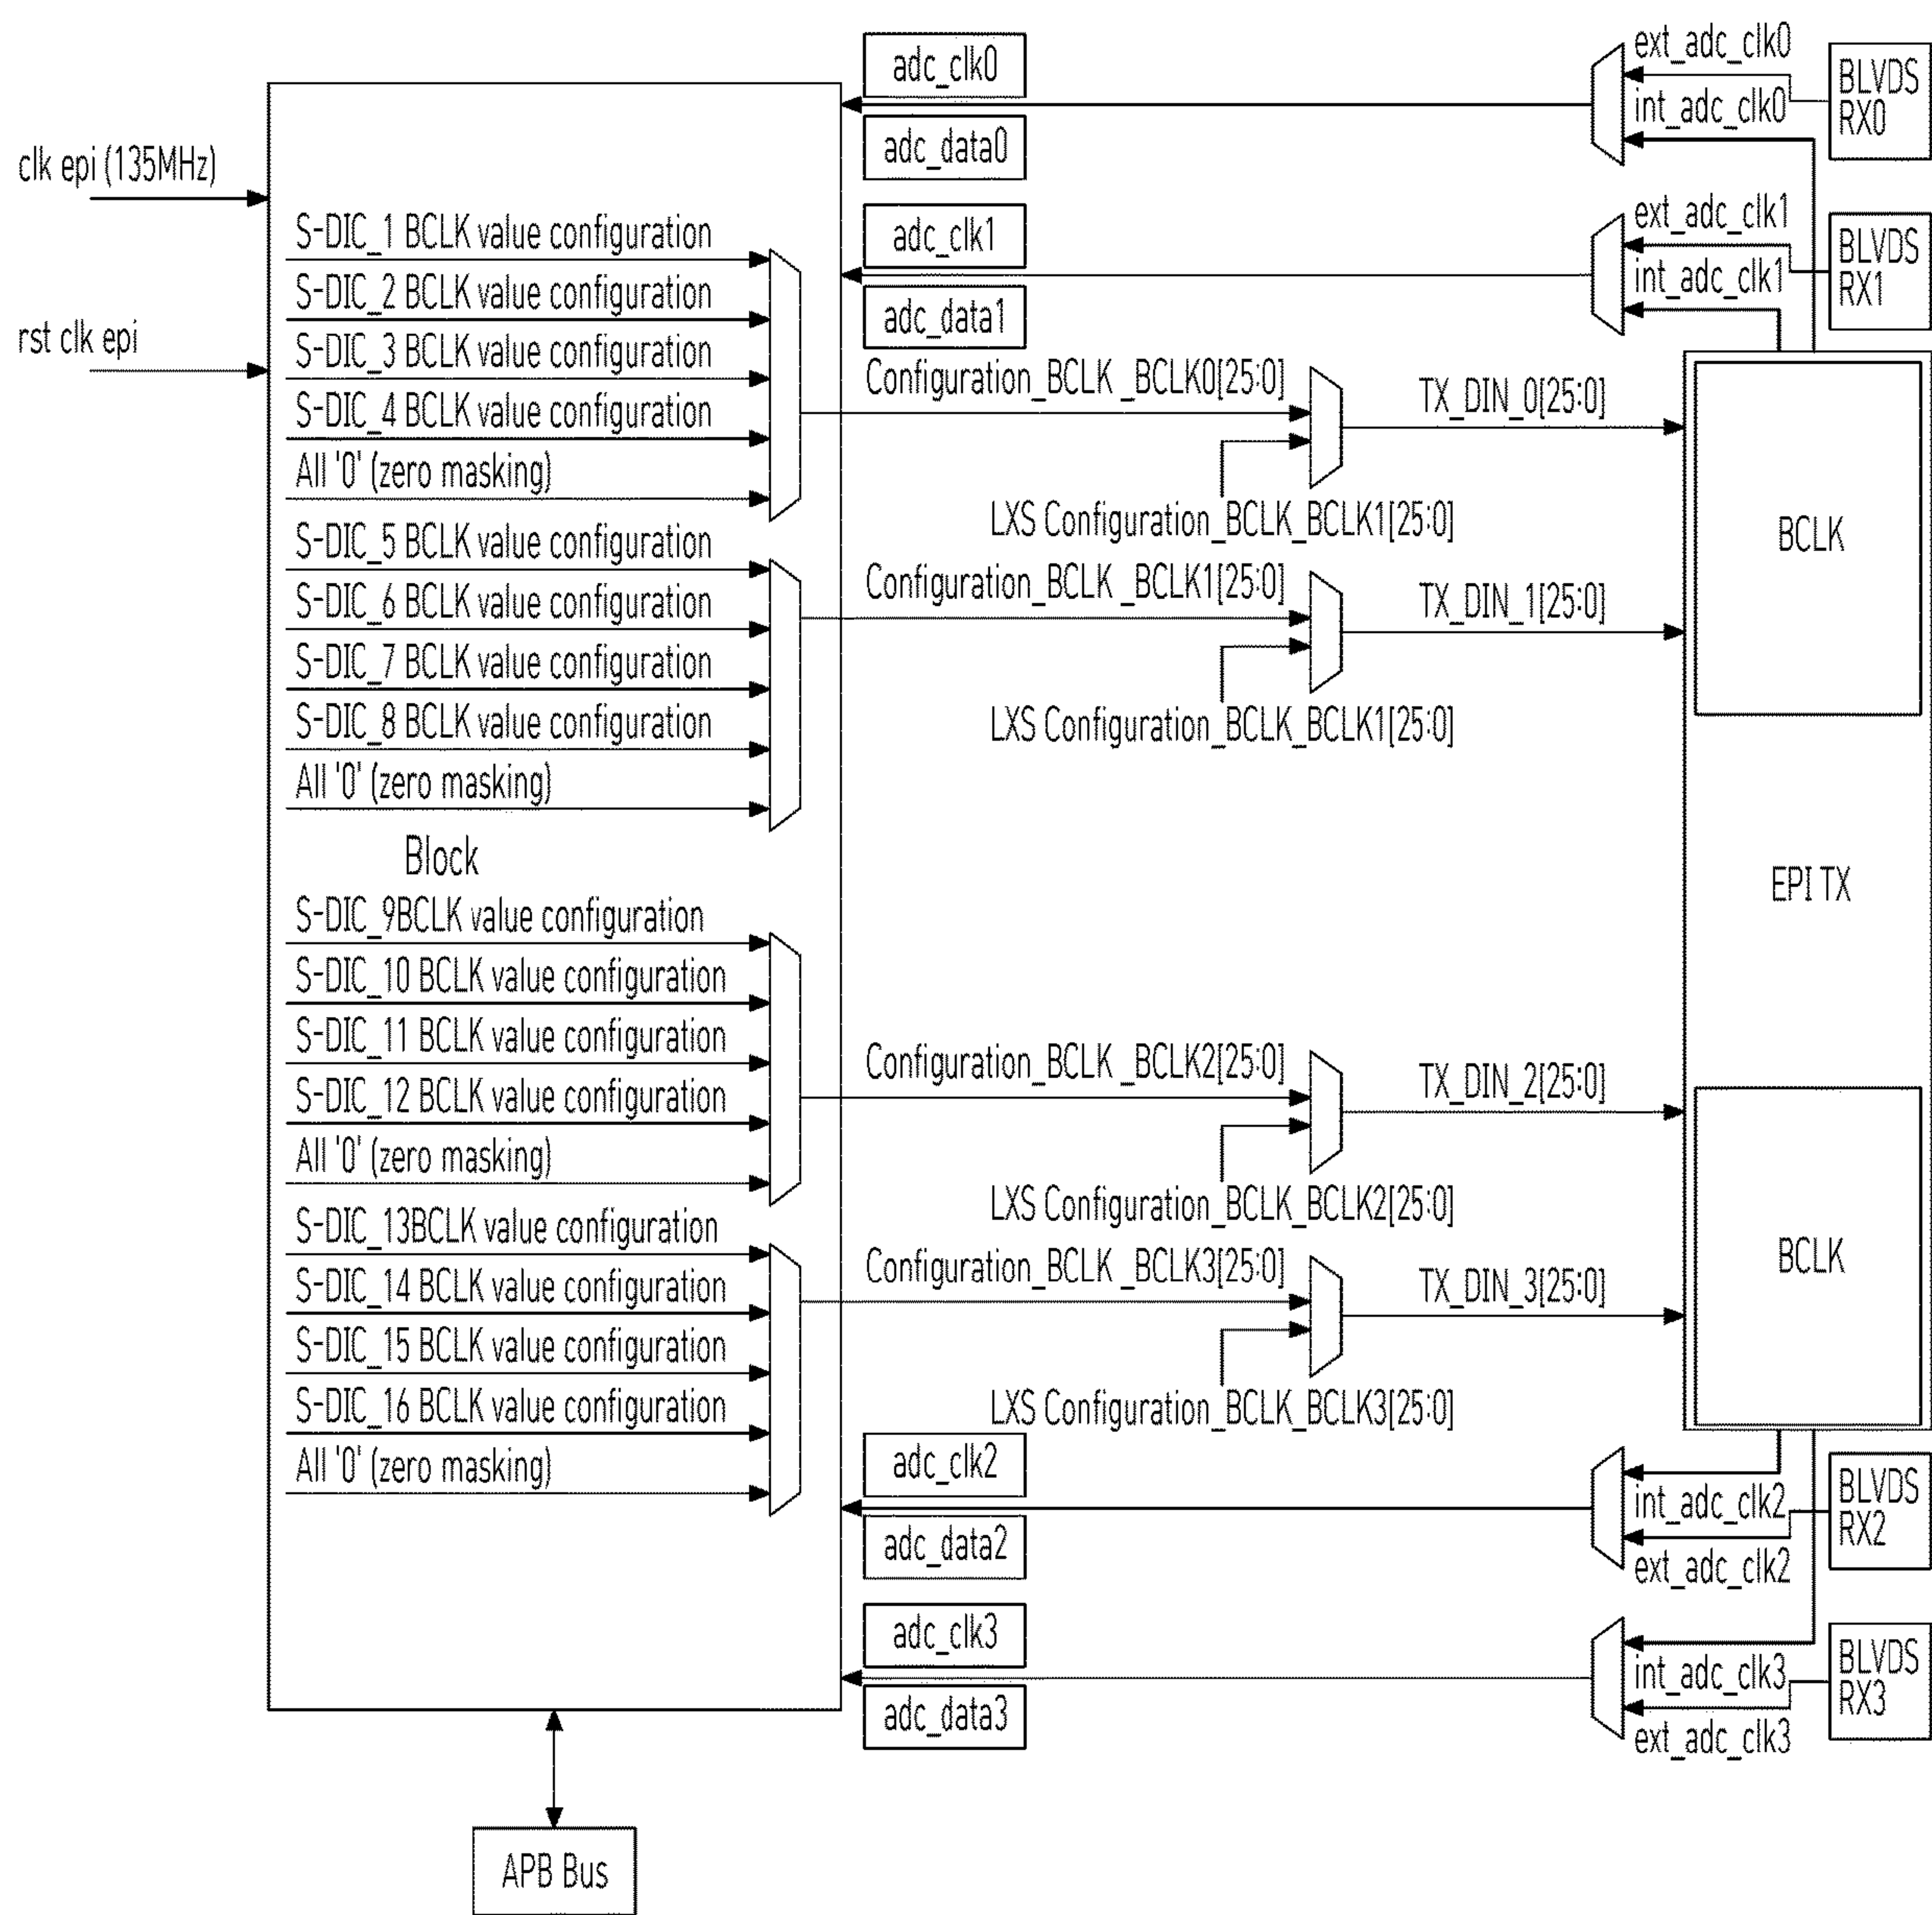 clk epi (135MHz)
rst clk epi
S-DIC_1 BCLK value configuration
S-DIC_2 BCLK value configuration
S-DIC_3 BCLK value configuration
S-DIC_4 BCLK value configuration
All '0' (zero masking)
S-DIC_5 BCLK value configuration
S-DIC_6 BCLK value configuration
S-DIC_7 BCLK value configuration
S-DIC_8 BCLK value configuration
All '0' (zero masking)
Block
S-DIC_9BCLK value configuration
S-DIC_10 BCLK value configuration
S-DIC_11 BCLK value configuration
S-DIC_12 BCLK value configuration
All '0' (zero masking)
S-DIC_13BCLK value configuration
S-DIC_14 BCLK value configuration
S-DIC_15 BCLK value configuration
S-DIC_16 BCLK value configuration
All '0' (zero masking)
APB Bus
adc_clk0
adc_data0
adc_clk1
adc_data1
Configuration_BCLK _BCLK0[25:0]
LXS Configuration_BCLK_BCLK1[25:0]
Configuration_BCLK _BCLK1[25:0]
LXS Configuration_BCLK_BCLK1[25:0]
Configuration_BCLK _BCLK2[25:0]
LXS Configuration_BCLK_BCLK2[25:0]
Configuration_BCLK _BCLK3[25:0]
LXS Configuration_BCLK_BCLK3[25:0]
adc_clk2
adc_data2
adc_clk3
adc_data3
TX_DIN_0[25:0]
TX_DIN_1[25:0]
TX_DIN_2[25:0]
TX_DIN_3[25:0]
ext_adc_clk0
int_adc_clk0
BLVDS
RX0
ext_adc_clk1
int_adc_clk1
BLVDS
RX1
BCLK
EPI TX
BCLK
int_adc_clk2
ext_adc_clk2
BLVDS
RX2
int_adc_clk3
ext_adc_clk3
BLVDS
RX3